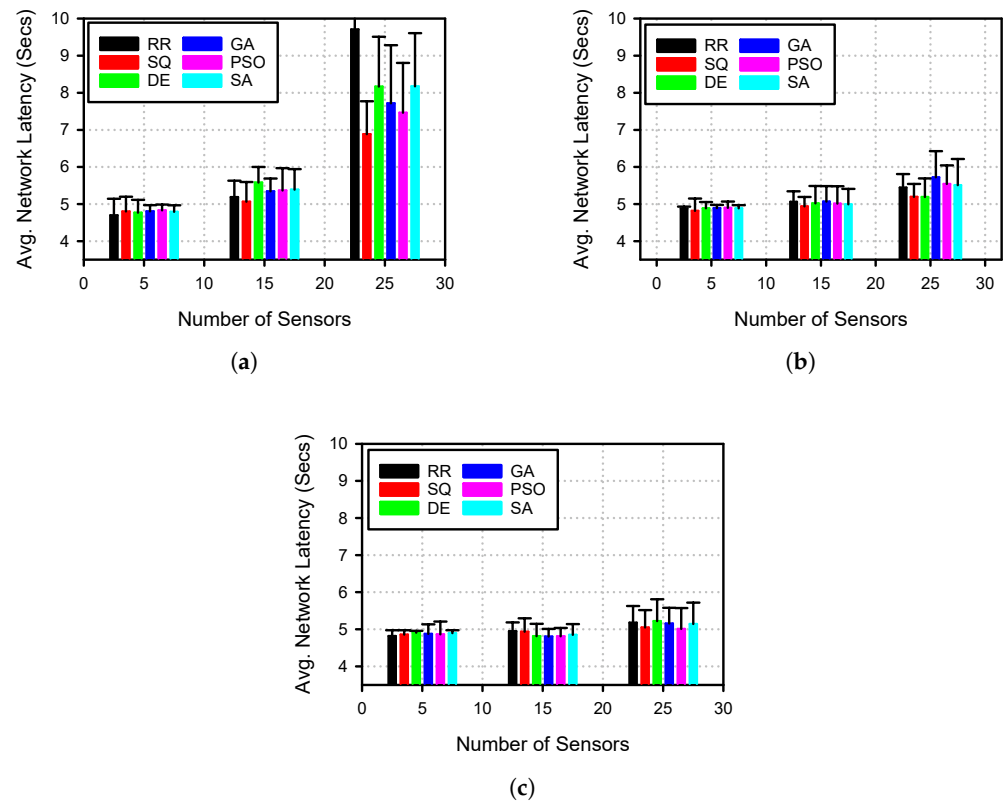 Avg. Network Latency (Secs)
10
9
8
7
6
5
4
RR GA
SQ PSO
DE SA
0 5 10 15 20 25 30
Number of Sensors
(a)
Avg. Network Latency (Secs)
10
9
8
7
6
5
4
RR GA
SQ PSO
DE SA
0 5 10 15 20 25 30
Number of Sensors
(b)
Avg. Network Latency (Secs)
10
9
8
7
6
5
4
RR GA
SQ PSO
DE SA
0 5 10 15 20 25 30
Number of Sensors
(c)